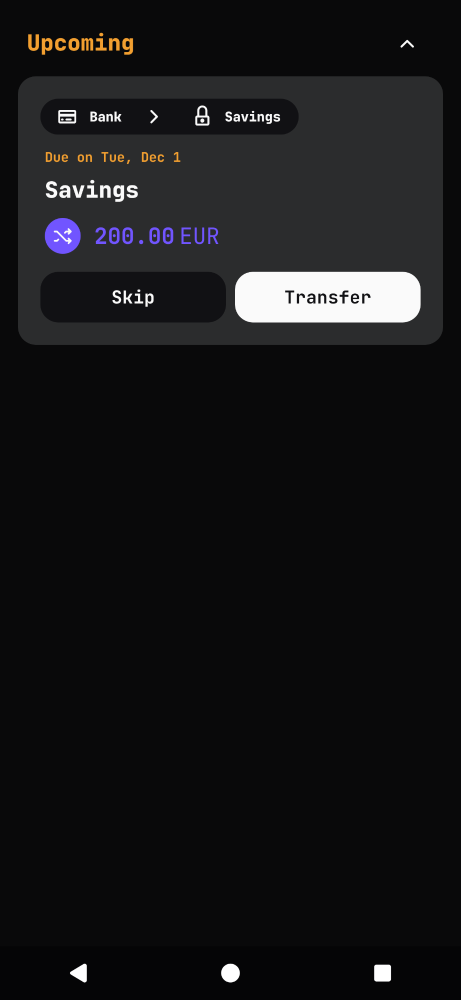 Upcoming
Bank Savings
Due on Tue, Dec 1
Savings
200.00 EUR
Skip Transfer